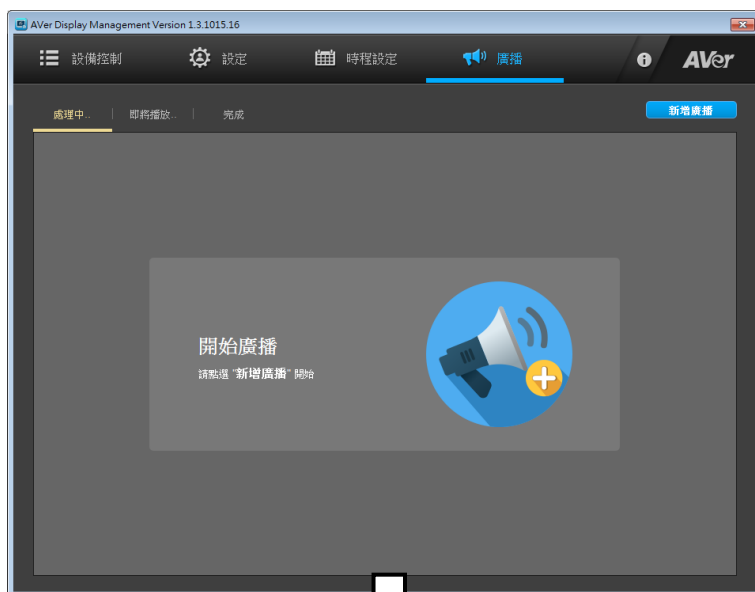 AVer Display Management Version 1.3.1015.16
設備控制 設定 時程設定 廣播 AVer
處理中.. 即將播放.. 完成 新增廣播
開始廣播
請點選 "新增廣播" 開始